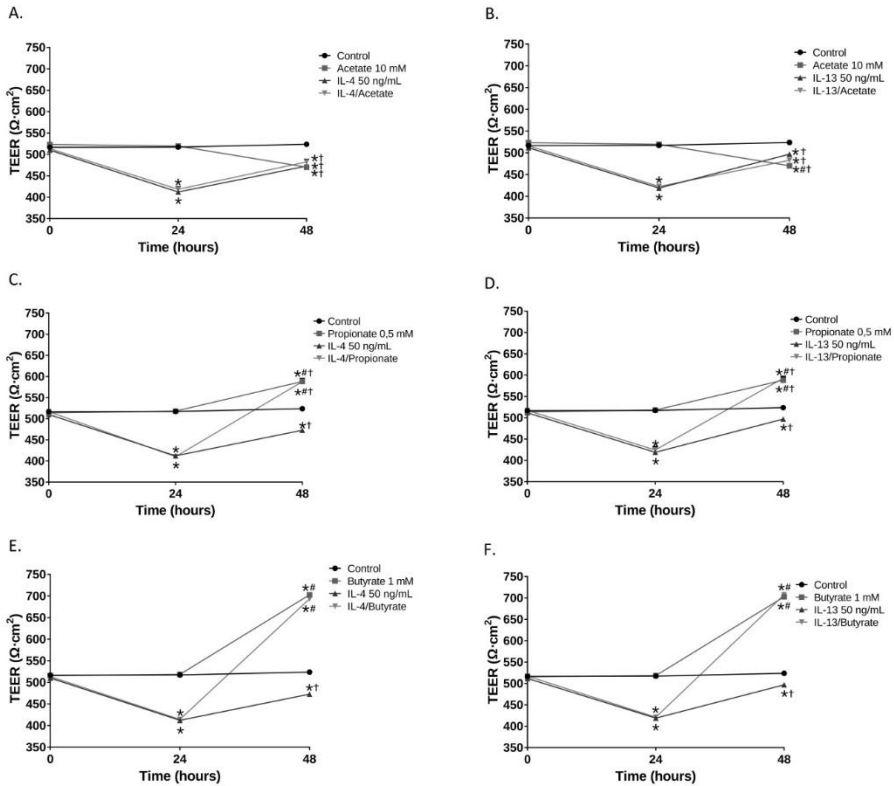 A.
750
700
650
600
550
500
450
400
350
TEER (Ω·cm²)
0
24
48
Time (hours)
Control
Acetate 10 mM
IL-4 50 ng/mL
IL-4/Acetate
*
*
*†
*†
*†
B.
750
700
650
600
550
500
450
400
350
TEER (Ω·cm²)
0
24
48
Time (hours)
Control
Acetate 10 mM
IL-13 50 ng/mL
IL-13/Acetate
*
*
*†
*†
*#†
C.
750
700
650
600
550
500
450
400
350
TEER (Ω·cm²)
0
24
48
Time (hours)
Control
Propionate 0,5 mM
IL-4 50 ng/mL
IL-4/Propionate
*
*
*#†
*#†
*†
D.
750
700
650
600
550
500
450
400
350
TEER (Ω·cm²)
0
24
48
Time (hours)
Control
Propionate 0,5 mM
IL-13 50 ng/mL
IL-13/Propionate
*
*
*#†
*#†
*†
E.
750
700
650
600
550
500
450
400
350
TEER (Ω·cm²)
0
24
48
Time (hours)
Control
Butyrate 1 mM
IL-4 50 ng/mL
IL-4/Butyrate
*
*
*#
*#
*†
F.
750
700
650
600
550
500
450
400
350
TEER (Ω·cm²)
0
24
48
Time (hours)
Control
Butyrate 1 mM
IL-13 50 ng/mL
IL-13/Butyrate
*
*
*#
*#
*†